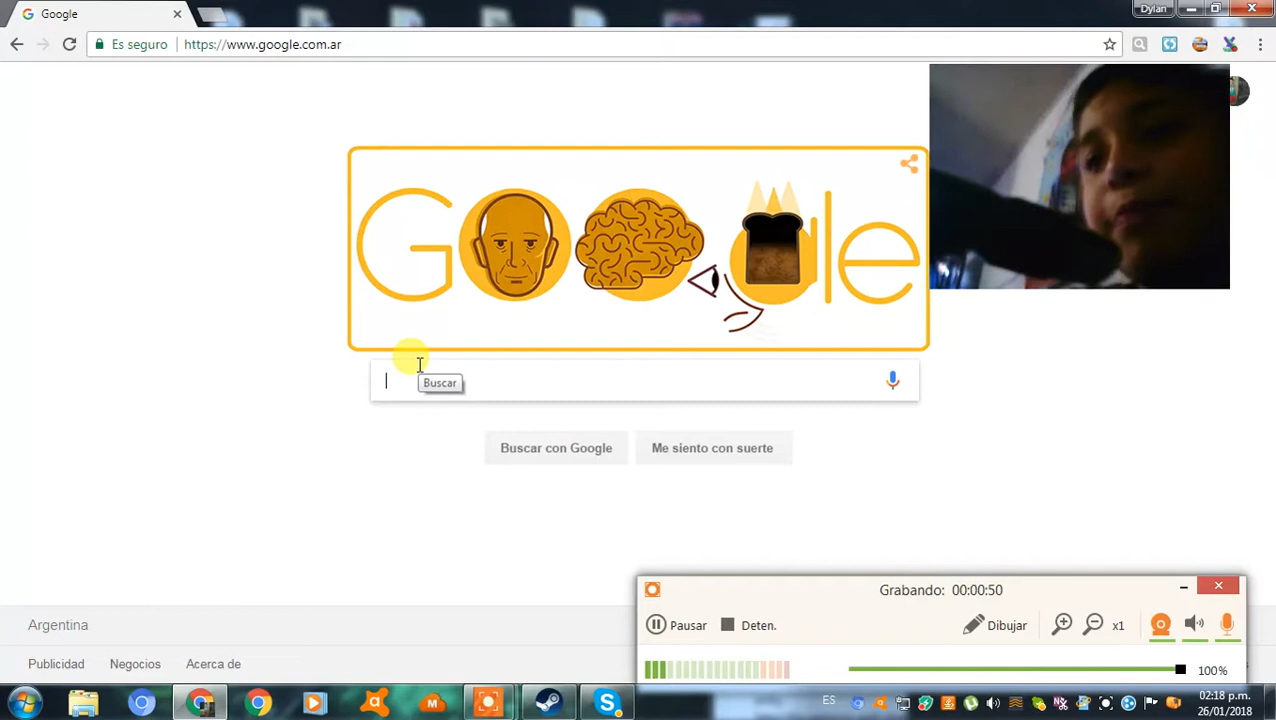 Google
Dylan
Es seguro
https://www.google.com.ar
G le
Buscar
Buscar con Google
Me siento con suerte
Grabando: 00:00:50
Pausar
Deten.
Dibujar
x1
100%
Argentina
Publicidad
Negocios
Acerca de
ES
02:18 p.m.
26/01/2018